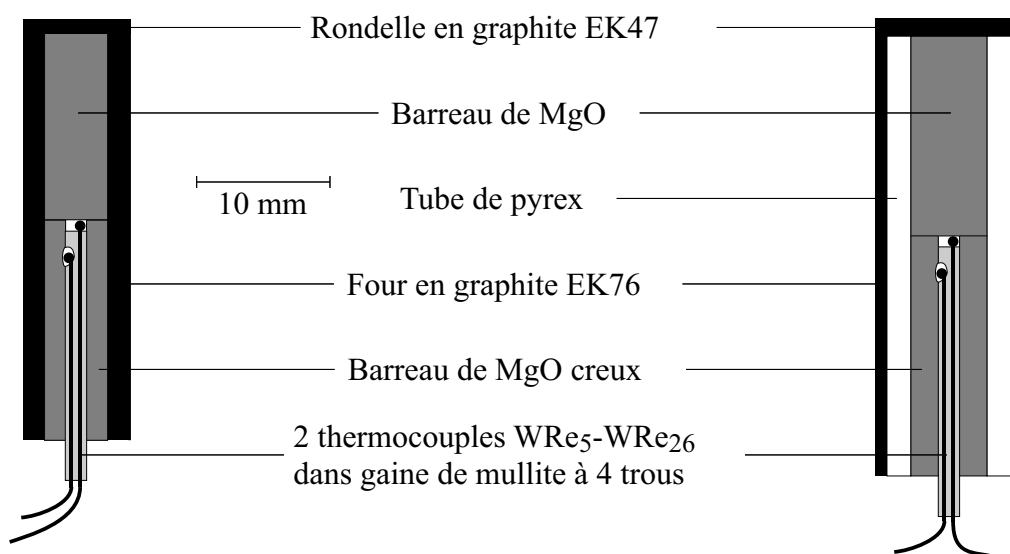 Rondelle en graphite EK47
Barreau de MgO
10 mm
Tube de pyrex
Four en graphite EK76
Barreau de MgO creux
2 thermocouples WRe₅-WRe₂₆
dans gaine de mullite à 4 trous